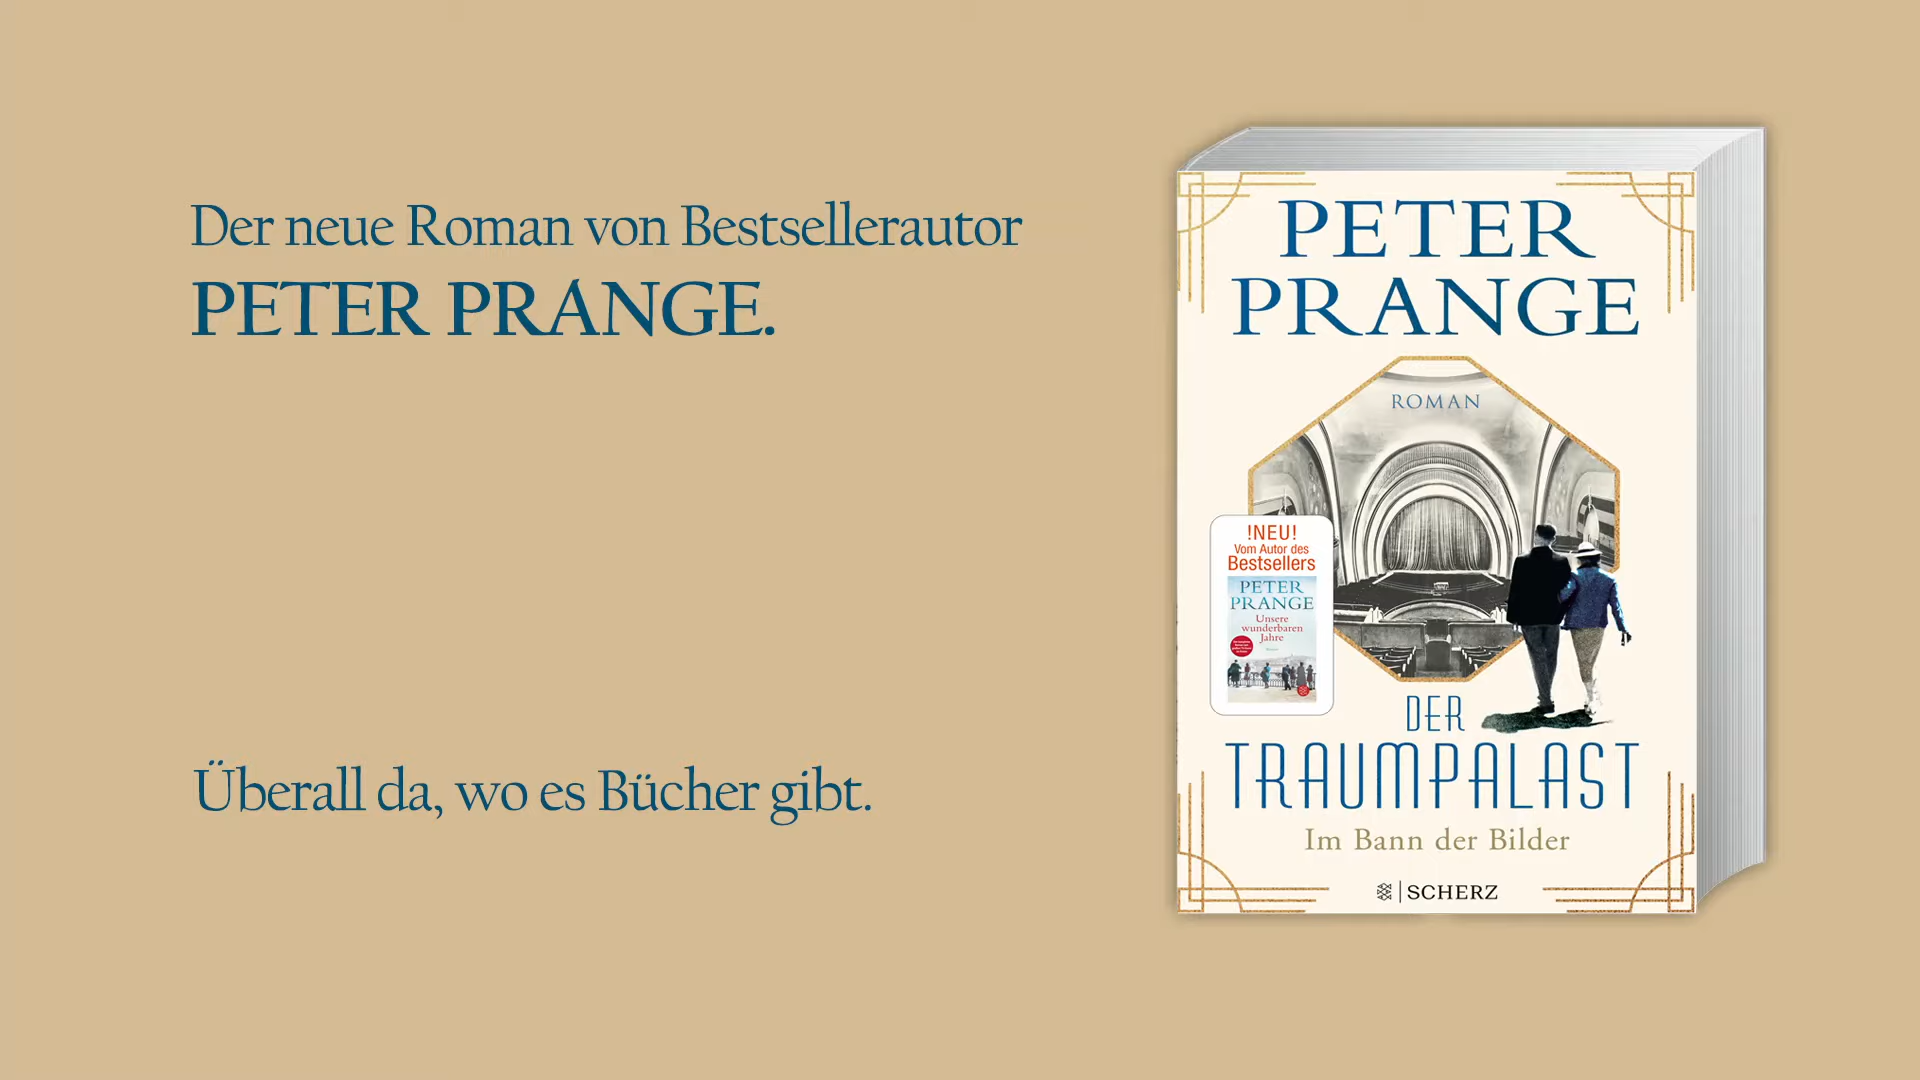 Der neue Roman von Bestsellerautor
PETER PRANGE.
Überall da, wo es Bücher gibt.
PETER
PRANGE
ROMAN
!NEU!
Vom Autor des
Bestsellers
PETER
PRANGE
Unsere
wunderbaren
Jahre
DER
TRAUMPALAST
Im Bann der Bilder
SCHERZ